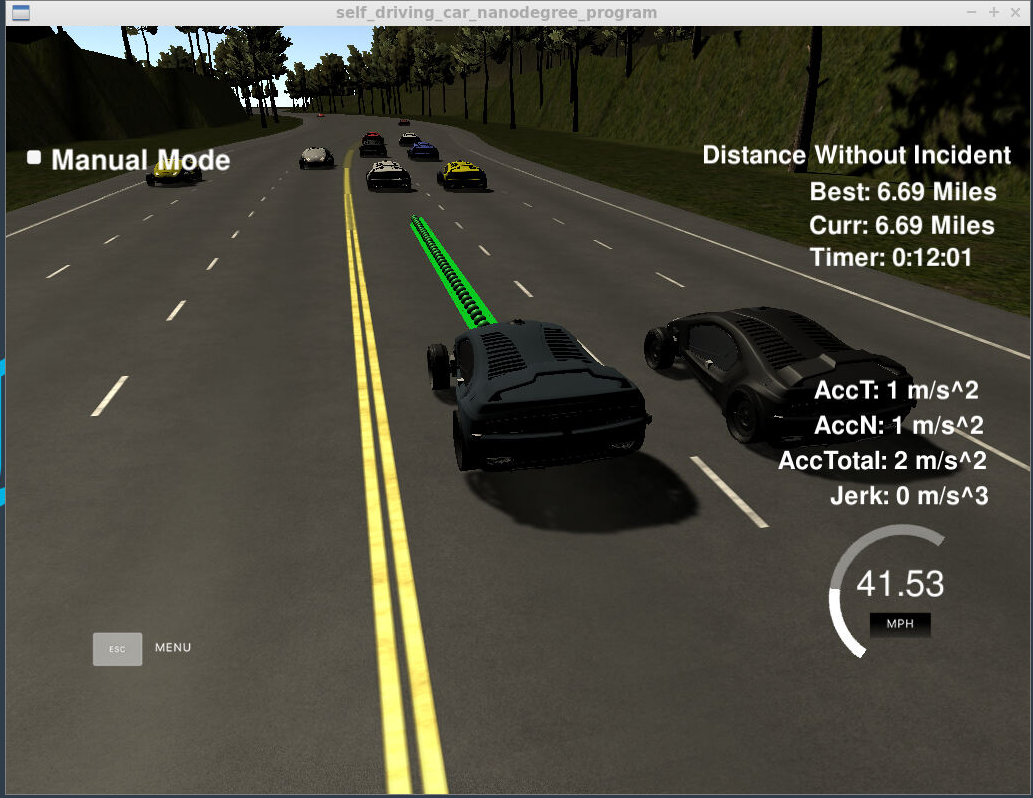 self_driving_car_nanodegree_program
Manual Mode
Distance Without Incident
Best: 6.69 Miles
Curr: 6.69 Miles
Timer: 0:12:01
AccT: 1 m/s^2
AccN: 1 m/s^2
AccTotal: 2 m/s^2
Jerk: 0 m/s^3
41.53
MPH
ESC MENU